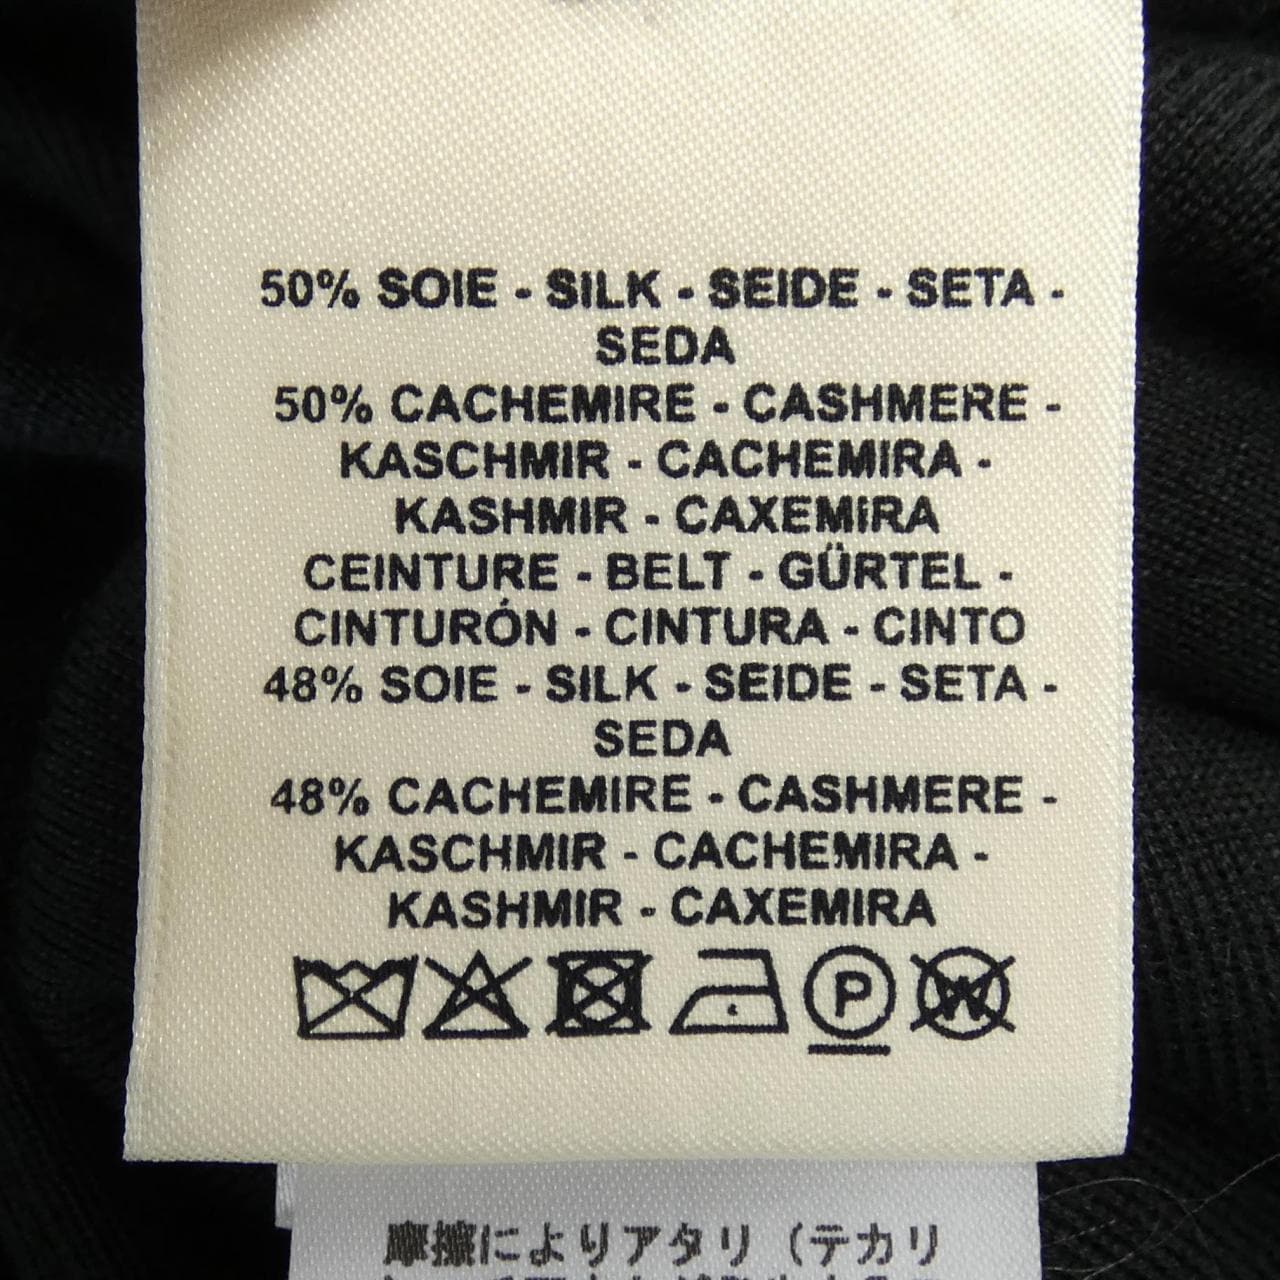 50% SOIE - SILK - SEIDE - SETA -
SEDA
50% CACHEMIRE - CASHMERE -
KASCHMIR - CACHEMIRA -
KASHMIR - CAXEMIRA
CEINTURE - BELT - GÜRTEL -
CINTURÓN - CINTURA - CINTO
48% SOIE - SILK - SEIDE - SETA -
SEDA
48% CACHEMIRE - CASHMERE -
KASCHMIR - CACHEMIRA -
KASHMIR - CAXEMIRA
P W
摩擦によりアタリ（テカリ